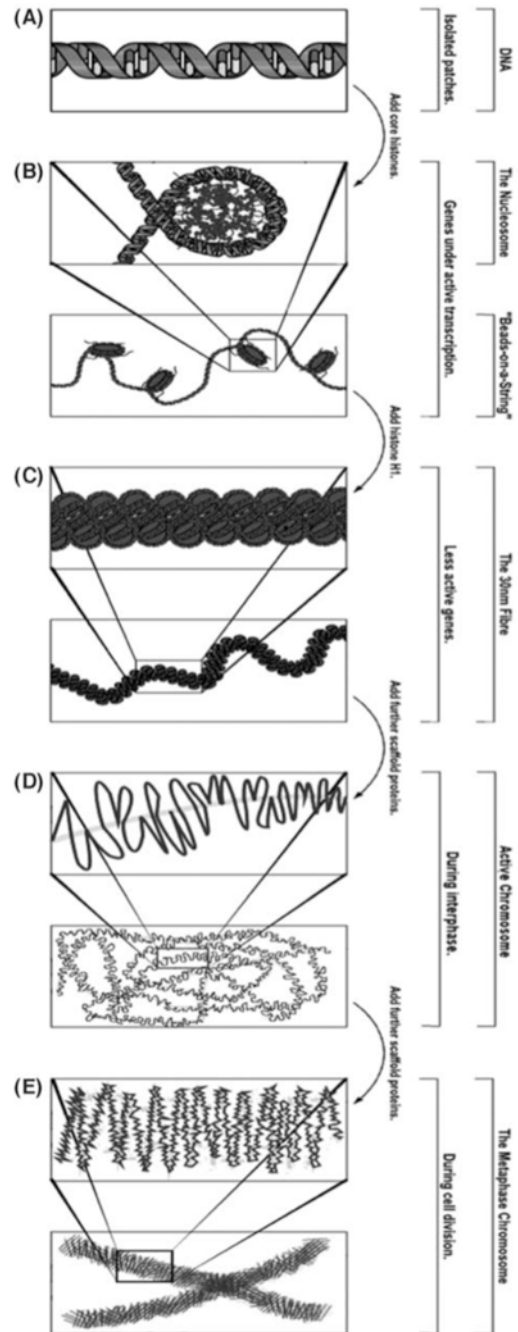 (A)
Isolated patches.
DNA
Add core histones.
(B)
The Nucleosome
Genes under active transcription.
"Beads-on-a-String"
Add histone H1.
(C)
Less active genes.
The 30nm Fibre
Add further scaffold proteins.
(D)
During interphase.
Active Chromosome
Add further scaffold proteins.
(E)
During cell division.
The Metaphase Chromosome